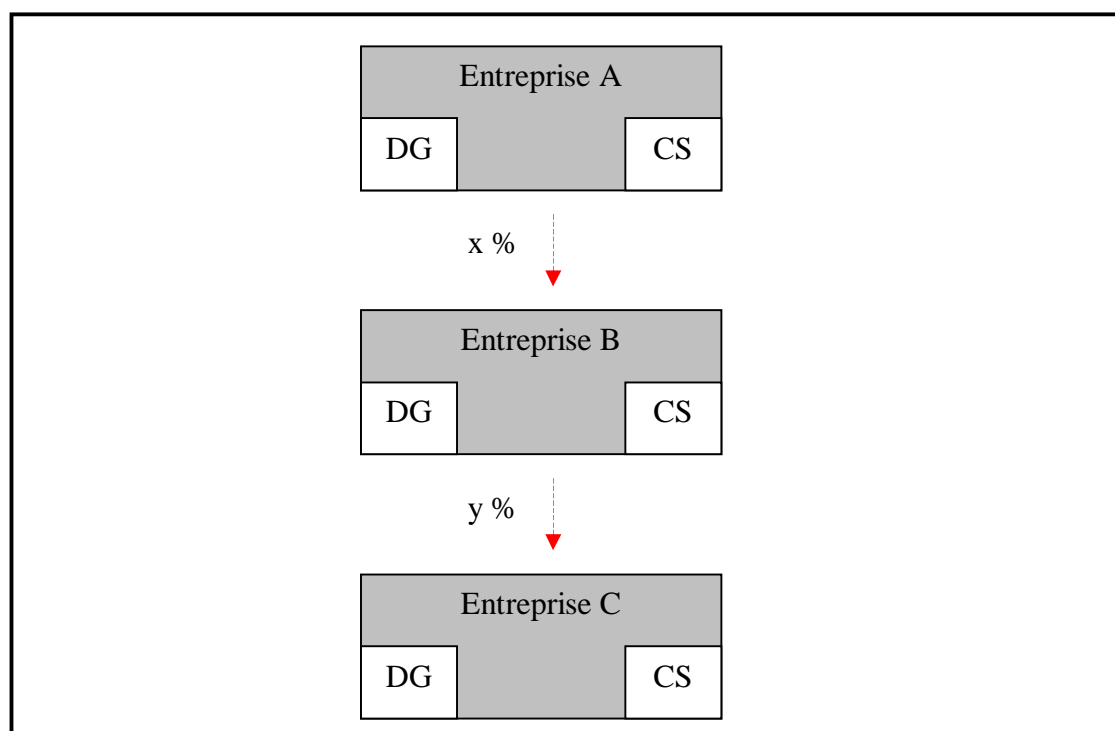 Entreprise A
DG CS
x %
Entreprise B
DG CS
y %
Entreprise C
DG CS